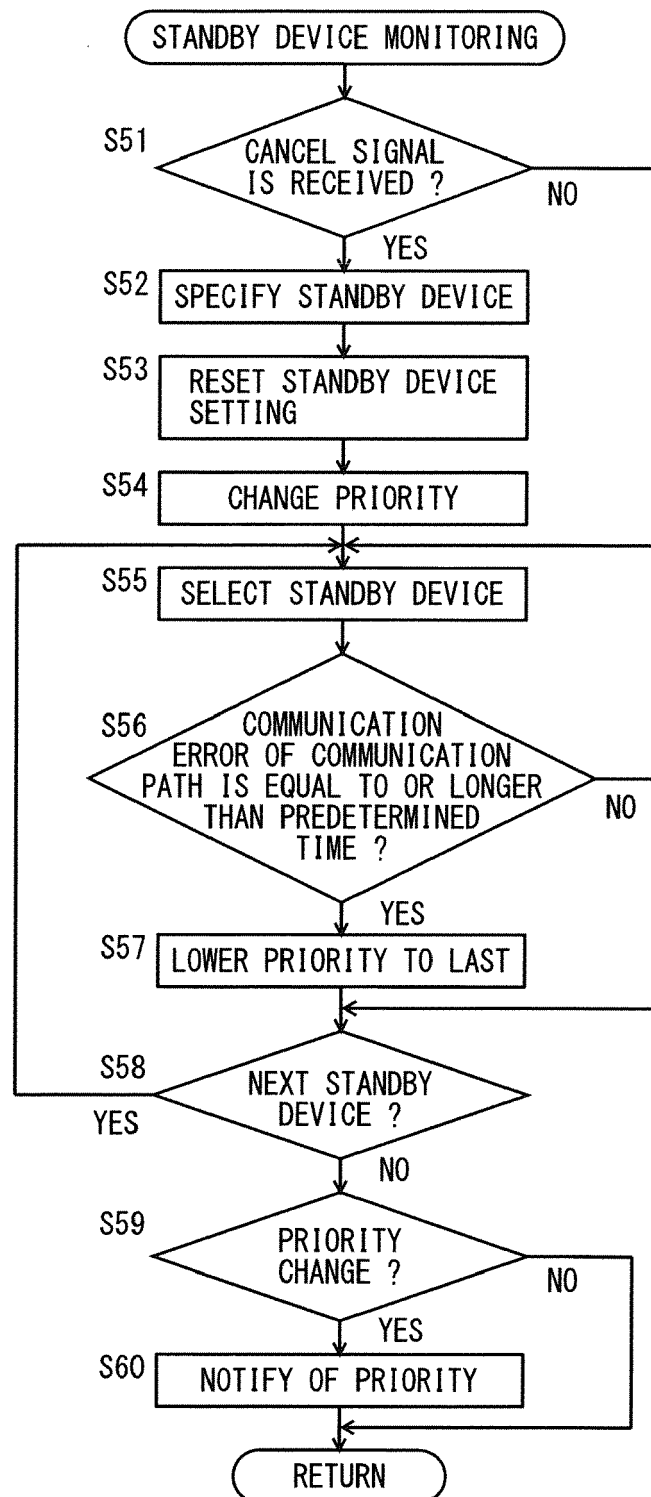 STANDBY DEVICE MONITORING
S51
CANCEL SIGNAL
IS RECEIVED ?
NO
YES
S52
SPECIFY STANDBY DEVICE
S53
RESET STANDBY DEVICE
SETTING
S54
CHANGE PRIORITY
S55
SELECT STANDBY DEVICE
S56
COMMUNICATION
ERROR OF COMMUNICATION
PATH IS EQUAL TO OR LONGER
THAN PREDETERMINED
TIME ?
NO
YES
S57
LOWER PRIORITY TO LAST
S58
NEXT STANDBY
DEVICE ?
YES
NO
S59
PRIORITY
CHANGE ?
NO
YES
S60
NOTIFY OF PRIORITY
RETURN